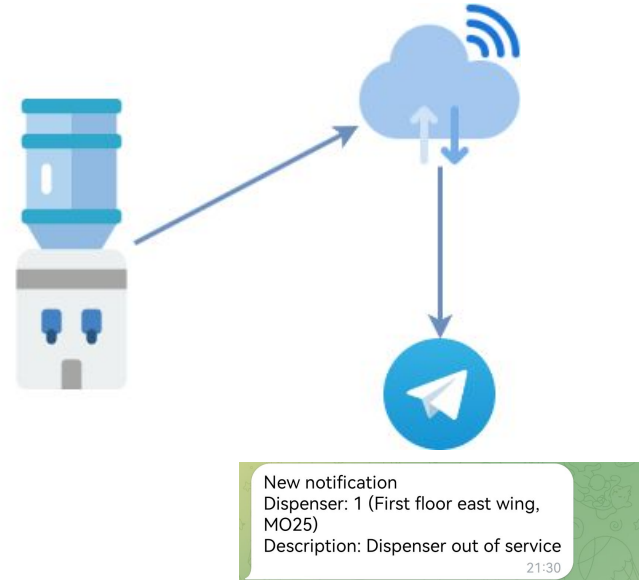 New notification
Dispenser: 1 (First floor east wing,
MO25)
Description: Dispenser out of service
21:30